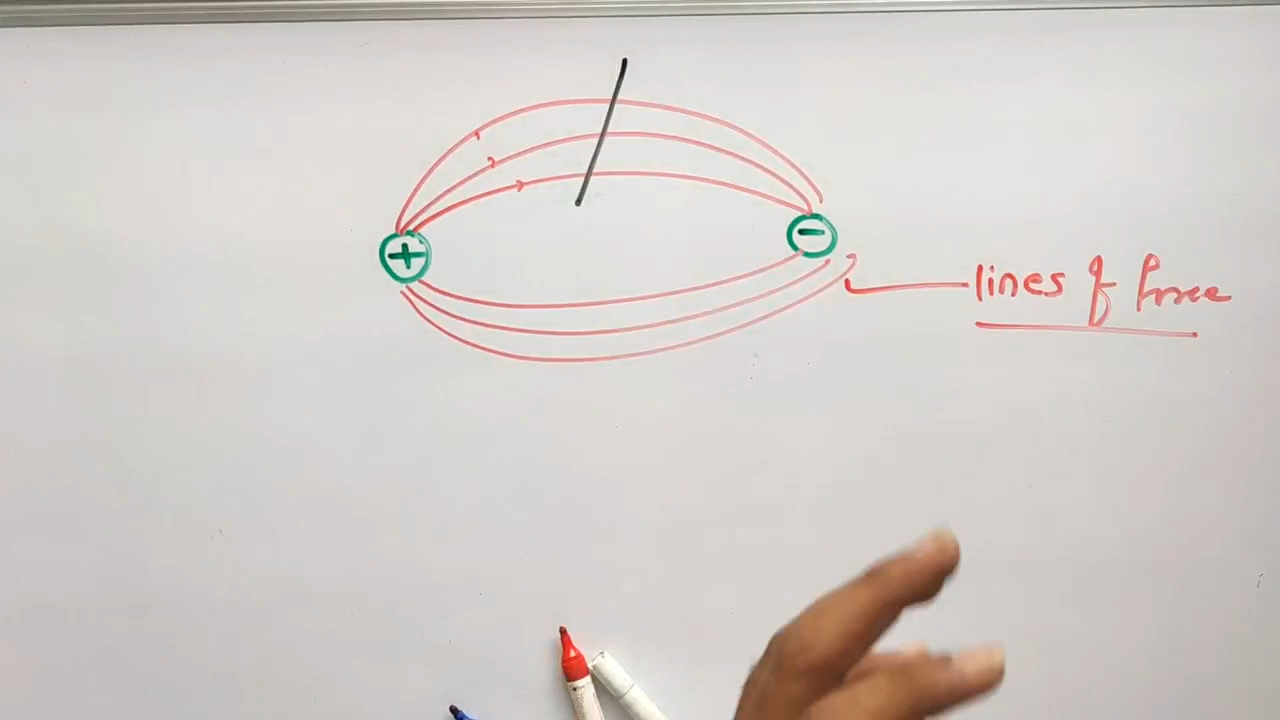 +
-
lines of force